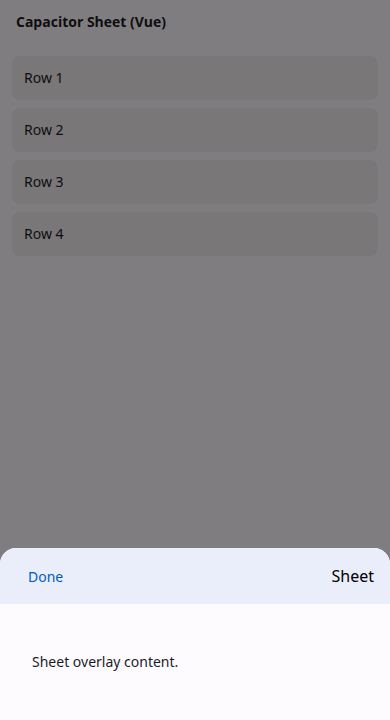 Capacitor Sheet (Vue)
Row 1
Row 2
Row 3
Row 4
Done Sheet
Sheet overlay content.